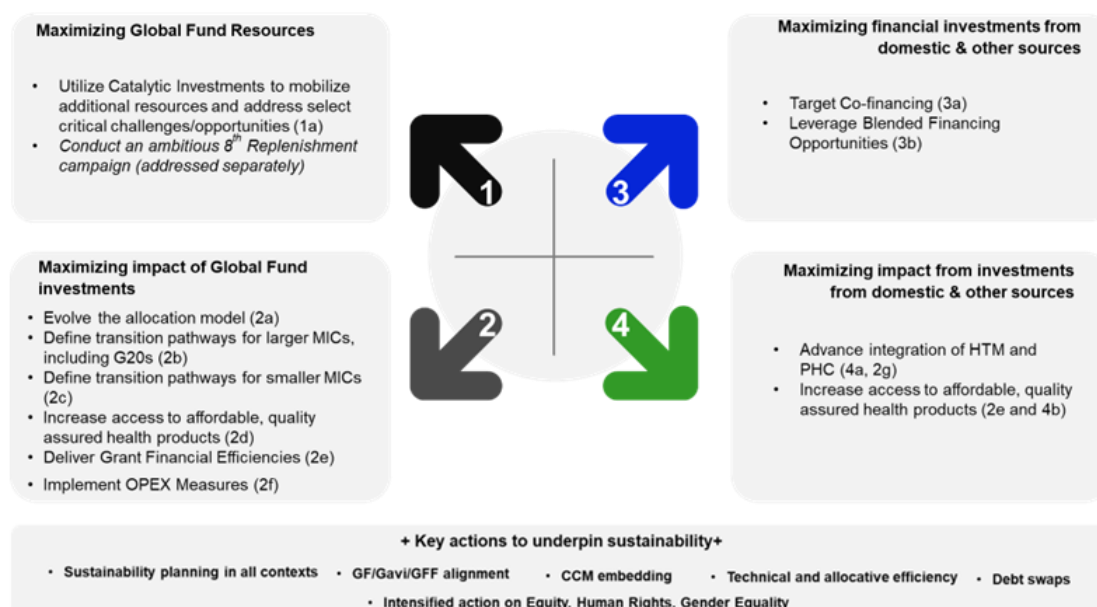 Maximizing Global Fund Resources
• Utilize Catalytic Investments to mobilize
additional resources and address select
critical challenges/opportunities (1a)
• Conduct an ambitious 8th Replenishment
campaign (addressed separately)
1
Maximizing impact of Global Fund
investments
• Evolve the allocation model (2a)
• Define transition pathways for larger MICs,
including G20s (2b)
• Define transition pathways for smaller MICs
(2c)
• Increase access to affordable, quality
assured health products (2d)
• Deliver Grant Financial Efficiencies (2e)
• Implement OPEX Measures (2f)
2
Maximizing financial investments from
domestic & other sources
• Target Co-financing (3a)
• Leverage Blended Financing
Opportunities (3b)
3
Maximizing impact from investments
from domestic & other sources
• Advance integration of HTM and
PHC (4a, 2g)
• Increase access to affordable, quality
assured health products (2e and 4b)
4
+ Key actions to underpin sustainability+
• Sustainability planning in all contexts • GF/Gavi/GFF alignment • CCM embedding • Technical and allocative efficiency • Debt swaps
• Intensified action on Equity, Human Rights, Gender Equality